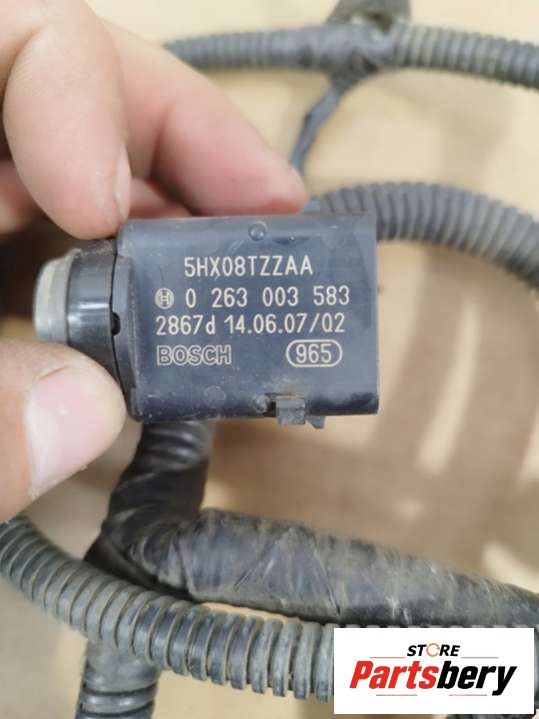 5HX08TZZAA
0 263 003 583
2867d 14.06.07/02
BOSCH 965
STORE
Partsbery